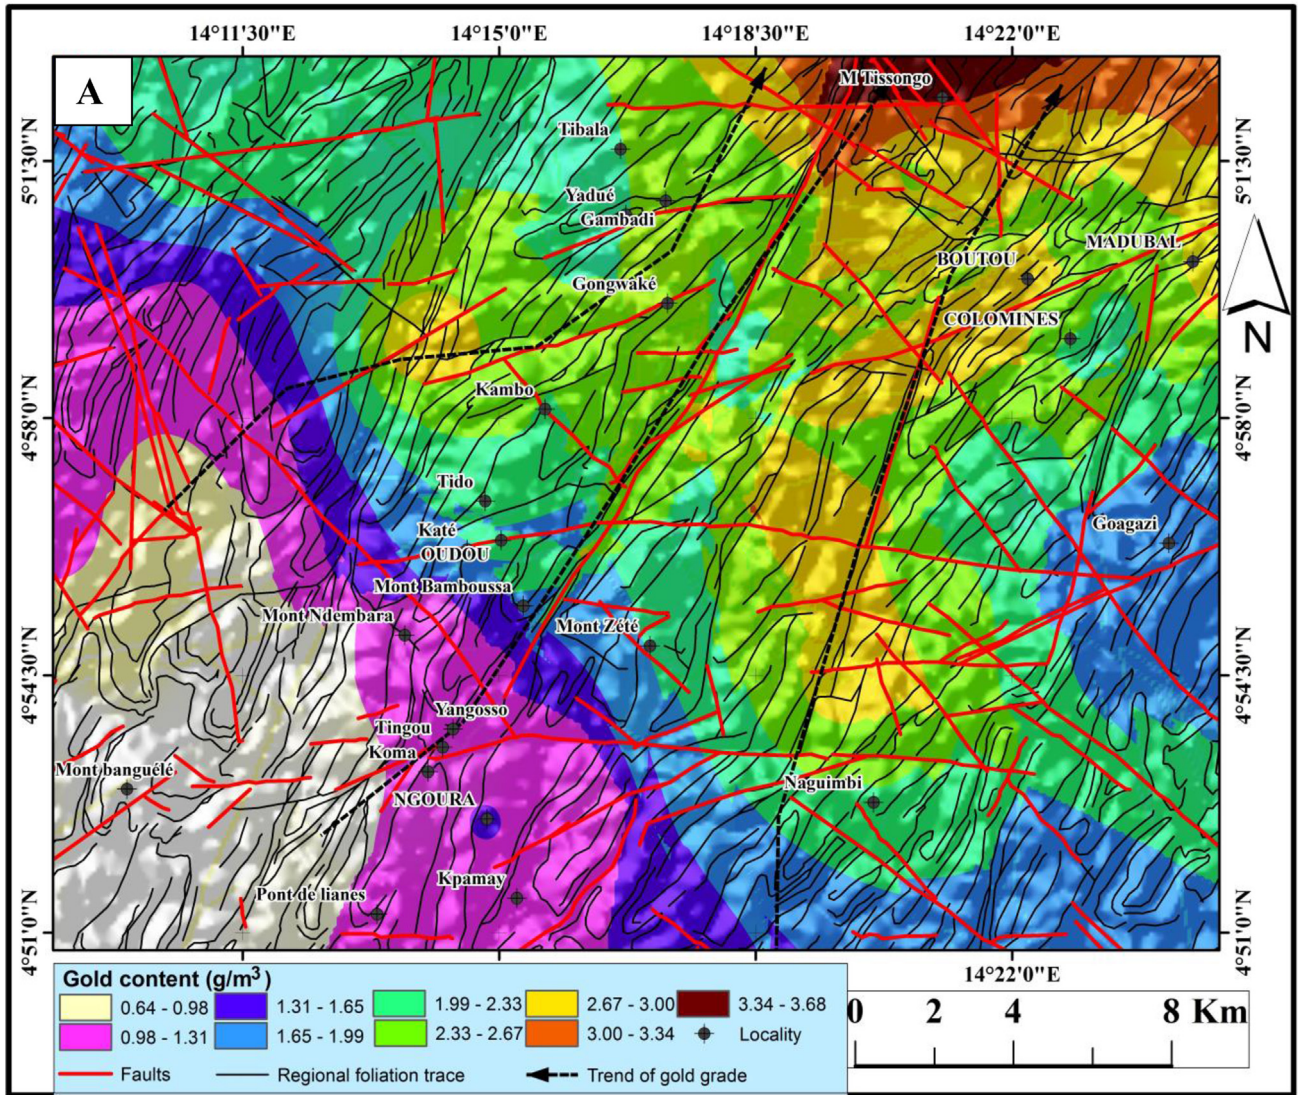 14°11'30"E 14°15'0"E 14°18'30"E 14°22'0"E
A
M Tissongo
Tibala
5°1'30"N
5°1'30"N
Yadué
Gambadi
MADUBAL
BOUTOU
Gongwaké
COLOMINES
N
Kambo
4°58'0"N
4°58'0"N
Tido
Katé
Goagazi
OUDOU
Mont Bamboussa
Mont Ndembara
Mont Zété
4°54'30"N
4°54'30"N
Yangosso
Tingou
Koma
Mont banguélé
Naguimbi
NGOURA
Kpamay
Pont de lianes
4°51'0"N
4°51'0"N
14°22'0"E
Gold content (g/m³)
0.64 - 0.98 1.31 - 1.65 1.99 - 2.33 2.67 - 3.00 3.34 - 3.68
0.98 - 1.31 1.65 - 1.99 2.33 - 2.67 3.00 - 3.34 Locality
Faults Regional foliation trace Trend of gold grade
0 2 4 8 Km